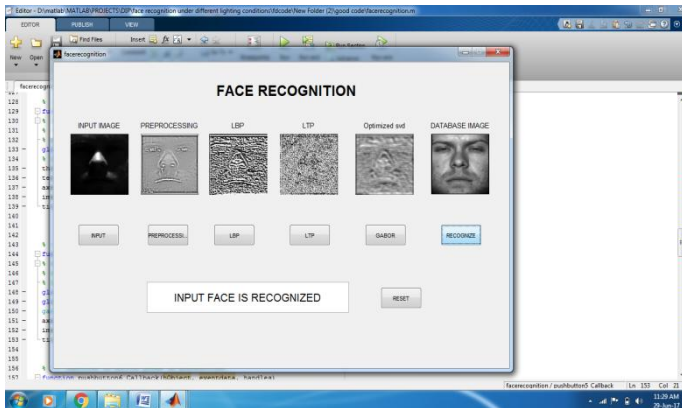 Editor - D:\matlab\MATLAB\PROJECTS\DIP\face recognition under different lighting conditions\fdcode\New Folder (2)\good code\facerecognition.m
EDITOR PUBLISH VIEW
New Open Find Files Insert fx
facerecognition
FACE RECOGNITION
INPUT IMAGE PREPROCESSING LBP LTP Optimized svd DATABASE IMAGE
INPUT PREPROCESSI... LBP LTP GABOR RECOGNIZE
INPUT FACE IS RECOGNIZED RESET
128
129
130
131
132
133
134
135
136
137
138
139
140
141
142
143
144
145
146
147
148
149
150
151
152
153
154
155
156
157 function pushbutton6_Callback(hObject, eventdata, handles)
facerecognition / pushbutton5_Callback Ln 153 Col 21
11:29 AM
29-Jun-17